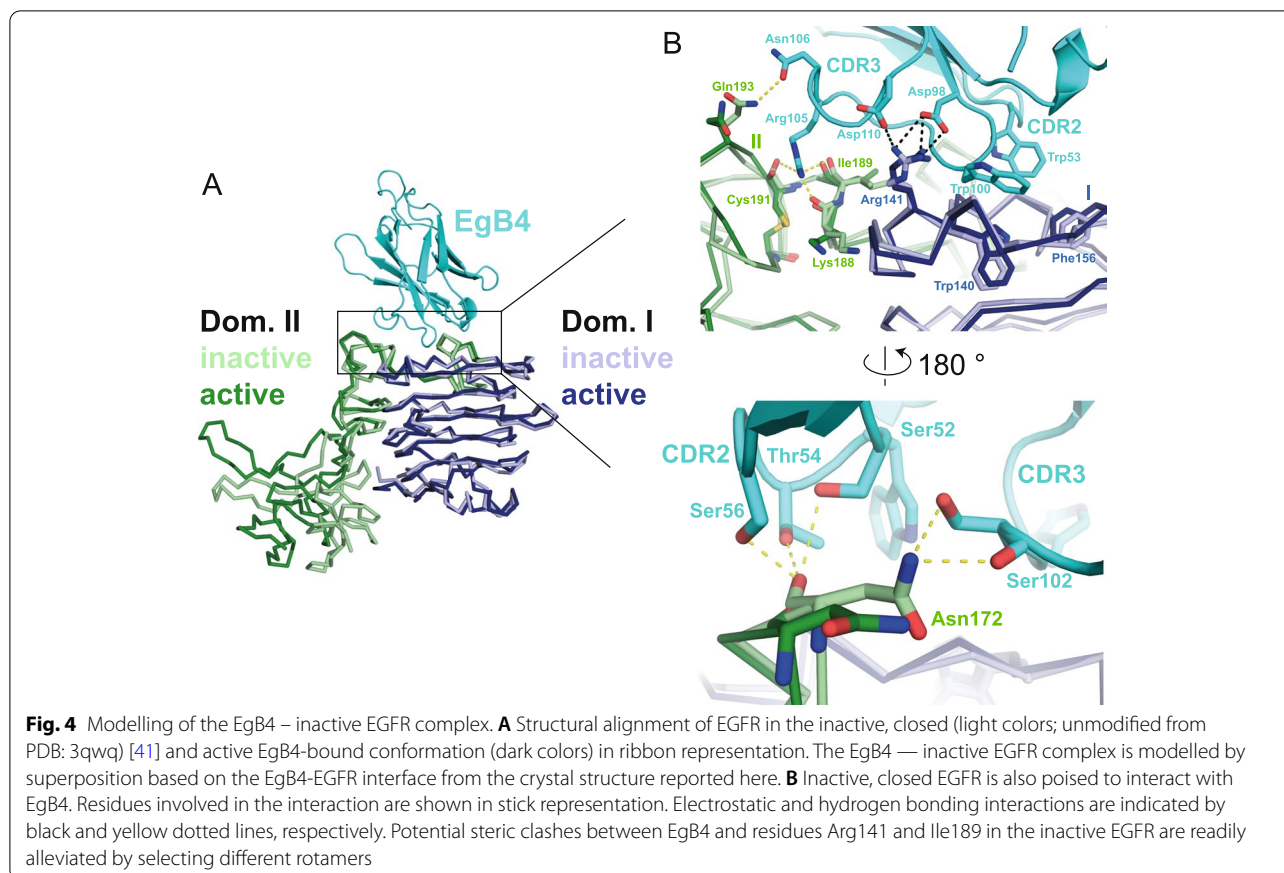 A
EgB4
Dom. II
inactive
active
Dom. I
inactive
active
B
Asn106
CDR3
Gln193
Asp98
Arg105
Asp110
CDR2
II
Ile189
Trp53
Trp100
Cys191
Arg141
I
Lys188
Phe156
Trp140
180 °
Ser52
CDR2
Thr54
CDR3
Ser56
Ser102
Asn172
Fig. 4 Modelling of the EgB4 – inactive EGFR complex. A Structural alignment of EGFR in the inactive, closed (light colors; unmodified from
PDB: 3qwq) [41] and active EgB4-bound conformation (dark colors) in ribbon representation. The EgB4 — inactive EGFR complex is modelled by
superposition based on the EgB4-EGFR interface from the crystal structure reported here. B Inactive, closed EGFR is also poised to interact with
EgB4. Residues involved in the interaction are shown in stick representation. Electrostatic and hydrogen bonding interactions are indicated by
black and yellow dotted lines, respectively. Potential steric clashes between EgB4 and residues Arg141 and Ile189 in the inactive EGFR are readily
alleviated by selecting different rotamers